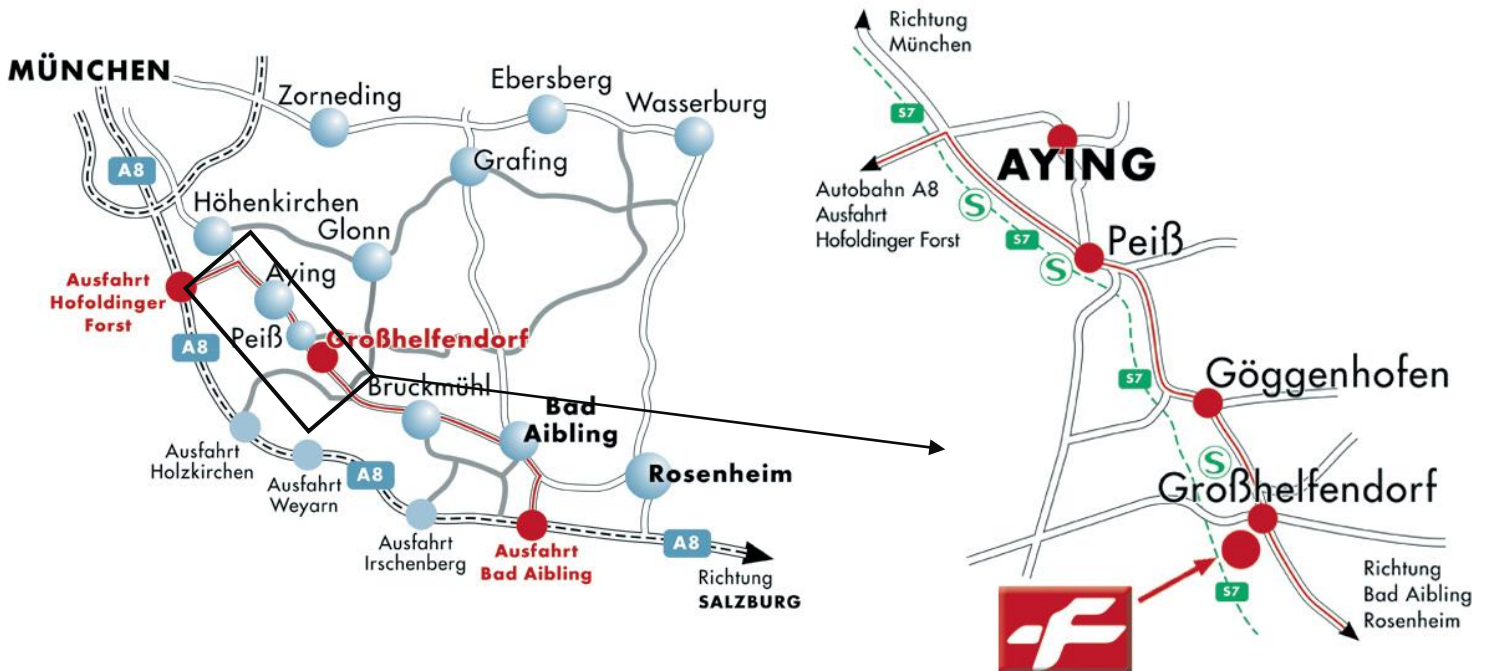 MÜNCHEN
Zorneding
Ebersberg
Wasserburg
Grafing
A8
Höhenkirchen
Glonn
Ausfahrt
Hofoldinger
Forst
Aying
A8
Peiß
Großhelfendorf
Bruckmühl
Bad
Aibling
Ausfahrt
Holzkirchen
Ausfahrt
Weyarn
A8
Rosenheim
Ausfahrt
Irschenberg
Ausfahrt
Bad Aibling
A8
Richtung
SALZBURG
Richtung
München
S7
AYING
Autobahn A8
Ausfahrt
Hofoldinger Forst
S
S7
Peiß
S
S7
Göggenhofen
S
Großhelfendorf
S7
Richtung
Bad Aibling
Rosenheim
F